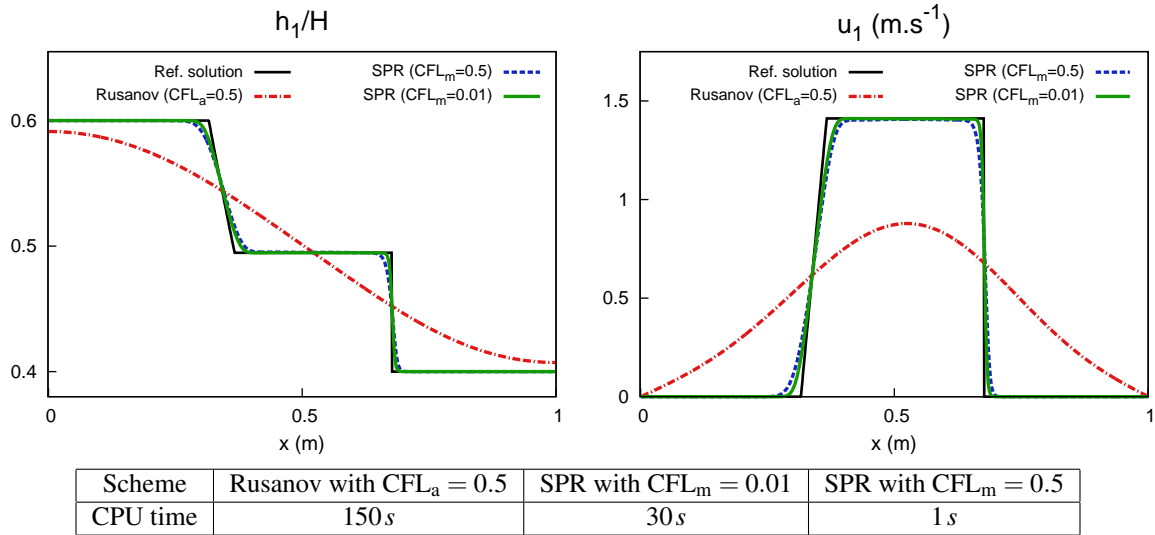 h₁/H
Ref. solution
Rusanov (CFLₐ=0.5)
SPR (CFLₘ=0.5)
SPR (CFLₘ=0.01)
0.6
0.5
0.4
0
0.5
1
x (m)
u₁ (m.s⁻¹)
Ref. solution
Rusanov (CFLₐ=0.5)
SPR (CFLₘ=0.5)
SPR (CFLₘ=0.01)
1.5
1
0.5
0
0
0.5
1
x (m)
Scheme Rusanov with CFLₐ = 0.5 SPR with CFLₘ = 0.01 SPR with CFLₘ = 0.5
CPU time 150 s 30 s 1 s